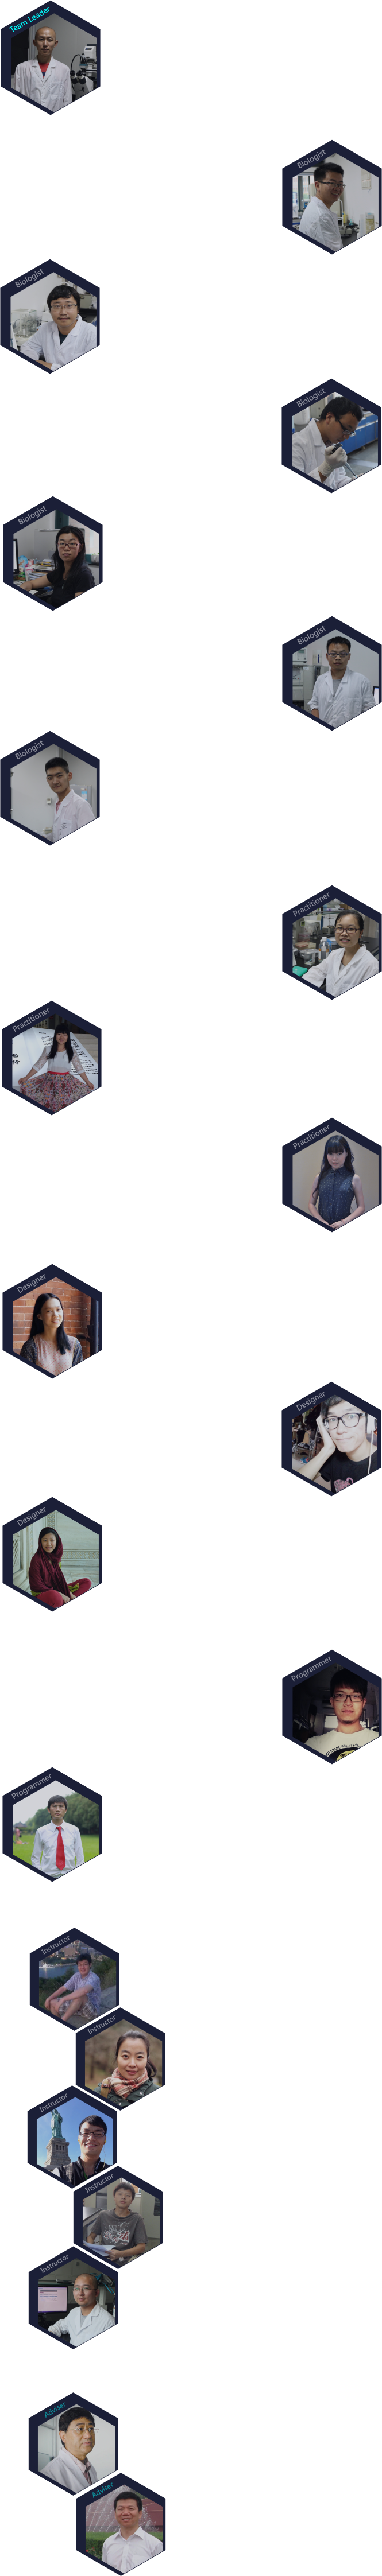 Team Leader
Biologist
Biologist
Biologist
Biologist
Biologist
Biologist
Practitioner
Practitioner
Practitioner
Designer
Designer
Designer
Programmer
Programmer
Instructor
Instructor
Instructor
Instructor
Instructor
Adviser
Adviser